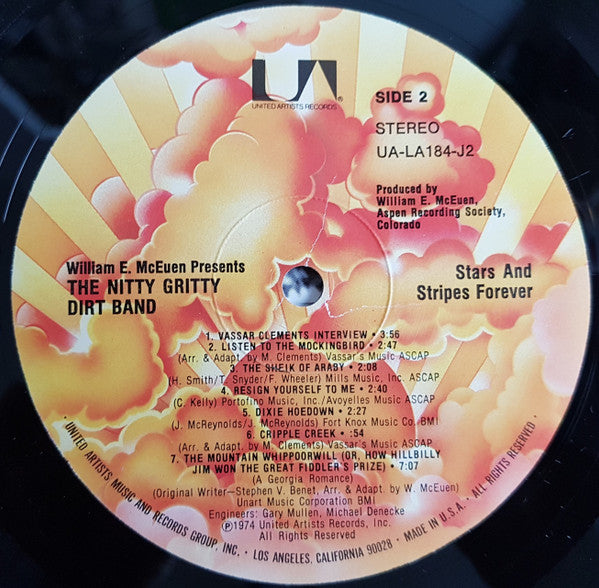 UA
UNITED ARTISTS RECORDS ®
SIDE 2
STEREO
UA-LA184-J2
Produced by
William E. McEuen,
Aspen Recording Society,
Colorado
William E. McEuen Presents
THE NITTY GRITTY
DIRT BAND
Stars And
Stripes Forever
1. VASSAR CLEMENTS INTERVIEW • 3:56
2. LISTEN TO THE MOCKINGBIRD • 2:47
(Arr. & Adapt. by M. Clements) Vassar's Music ASCAP
3. THE SHEIK OF ARABY • 2:08
(H. Smith/T. Snyder/F. Wheeler) Mills Music, Inc. ASCAP
4. RESIGN YOURSELF TO ME • 2:40
(C. Kelly) Portofino Music, Inc./Avoyelles Music ASCAP
5. DIXIE HOEDOWN • 2:27
(J. McReynolds/J. McReynolds) Fort Knox Music Co. BMI
6. CRIPPLE CREEK • :54
(Arr. & Adapt. by M. Clements) Vassar's Music ASCAP
7. THE MOUNTAIN WHIPPOORWILL (OR, HOW HILLBILLY
JIM WON THE GREAT FIDDLER'S PRIZE) • 7:07
(A Georgia Romance)
(Original Writer—Stephen V. Benet, Arr. & Adapt. by W. McEuen)
Unart Music Corporation BMI
Engineers: Gary Mullen, Michael Denecke
℗1974 United Artists Records, Inc.
• UNITED ARTISTS MUSIC AND RECORDS GROUP, INC. • LOS ANGELES, CALIFORNIA 90028 • MADE IN U.S.A. • ALL RIGHTS RESERVED •